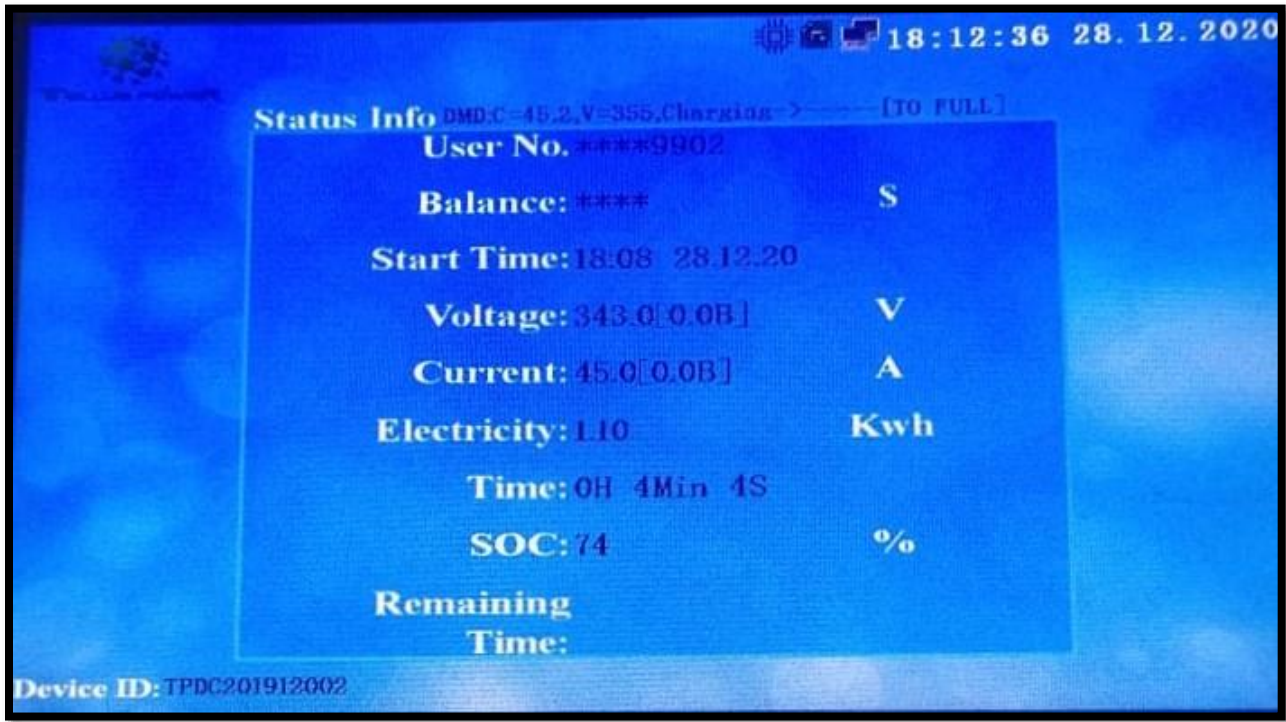 18:12:36 28.12.2020
Status Info DMD:C=45.2,V=355,Charging->----- [TO FULL]
User No. ****9902
Balance: **** S
Start Time: 18:08 28.12.20
Voltage: 343.0[0.0B] V
Current: 45.0[0.0B] A
Electricity: 1.10 Kwh
Time: 0H 4Min 4S
SOC: 74 %
Remaining
Time:
Device ID: TPDC201912002